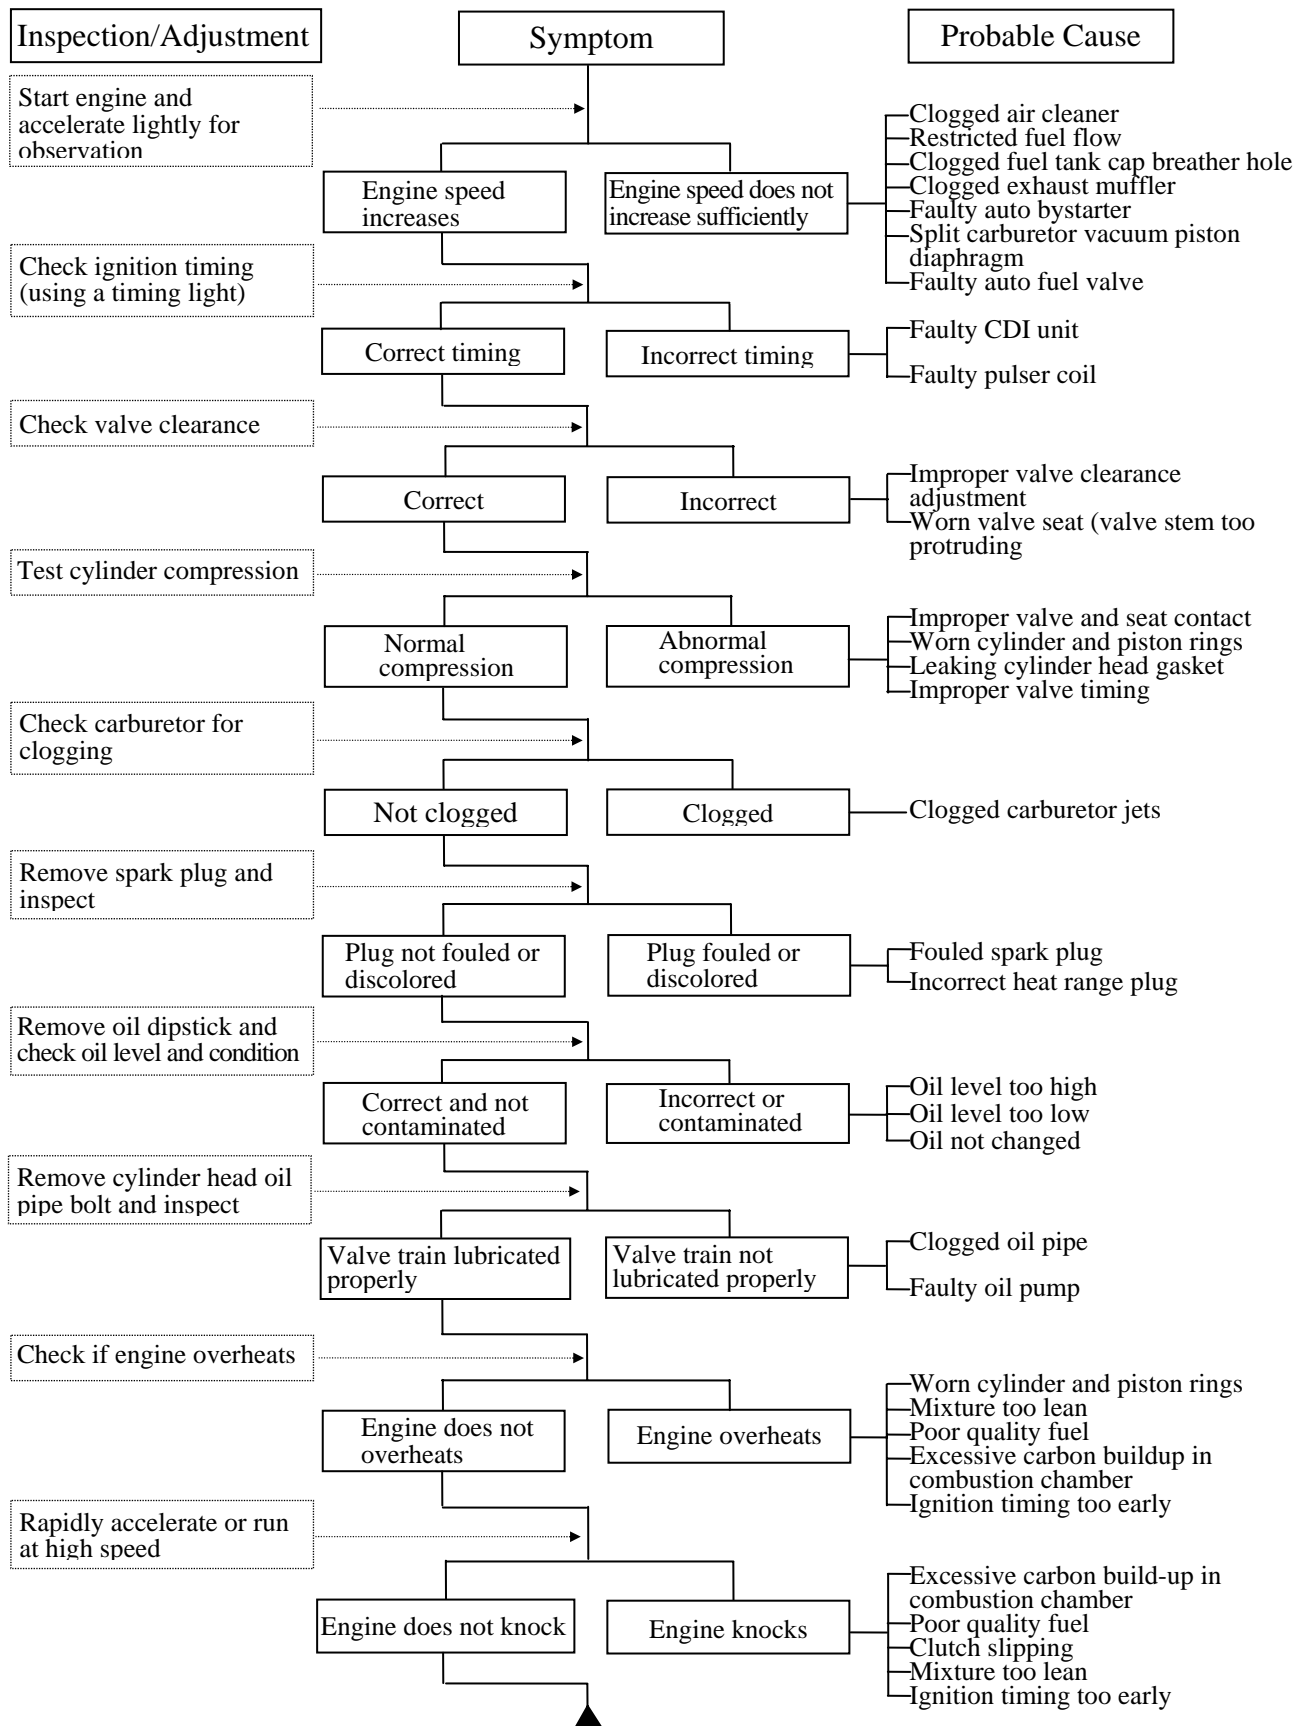 Inspection/Adjustment
Symptom
Probable Cause
Start engine and
accelerate lightly for
observation
Engine speed
increases
Engine speed does not
increase sufficiently
Clogged air cleaner
Restricted fuel flow
Clogged fuel tank cap breather hole
Clogged exhaust muffler
Faulty auto bystarter
Split carburetor vacuum piston
diaphragm
Faulty auto fuel valve
Check ignition timing
(using a timing light)
Correct timing
Incorrect timing
Faulty CDI unit
Faulty pulser coil
Check valve clearance
Correct
Incorrect
Improper valve clearance
adjustment
Worn valve seat (valve stem too
protruding
Test cylinder compression
Normal
compression
Abnormal
compression
Improper valve and seat contact
Worn cylinder and piston rings
Leaking cylinder head gasket
Improper valve timing
Check carburetor for
clogging
Not clogged
Clogged
Clogged carburetor jets
Remove spark plug and
inspect
Plug not fouled or
discolored
Plug fouled or
discolored
Fouled spark plug
Incorrect heat range plug
Remove oil dipstick and
check oil level and condition
Correct and not
contaminated
Incorrect or
contaminated
Oil level too high
Oil level too low
Oil not changed
Remove cylinder head oil
pipe bolt and inspect
Valve train lubricated
properly
Valve train not
lubricated properly
Clogged oil pipe
Faulty oil pump
Check if engine overheats
Engine does not
overheats
Engine overheats
Worn cylinder and piston rings
Mixture too lean
Poor quality fuel
Excessive carbon buildup in
combustion chamber
Ignition timing too early
Rapidly accelerate or run
at high speed
Engine does not knock
Engine knocks
Excessive carbon build-up in
combustion chamber
Poor quality fuel
Clutch slipping
Mixture too lean
Ignition timing too early